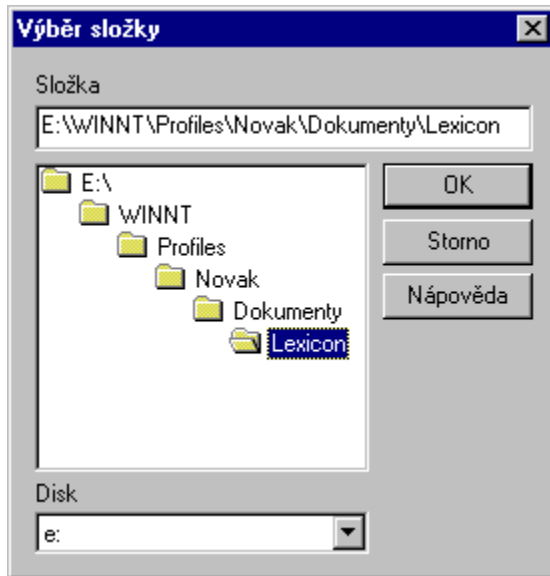 Výběr složky
Složka
E:\WINNT\Profiles\Novak\Dokumenty\Lexicon
E:\
WINNT
Profiles
Novak
Dokumenty
Lexicon
OK
Storno
Nápověda
Disk
e: